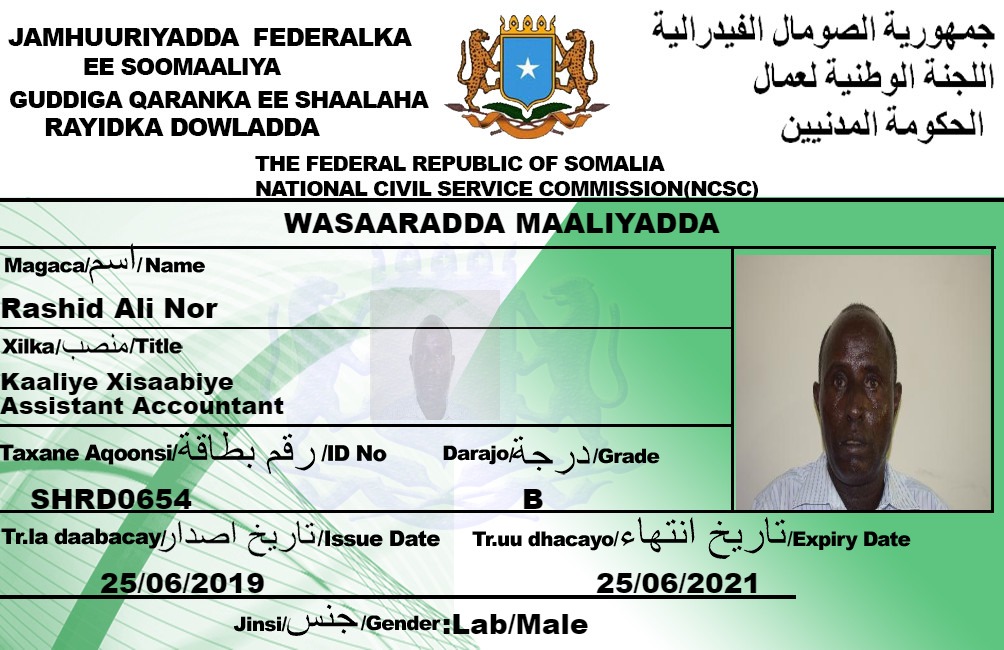 JAMHUURIYADDA FEDERALKA
EE SOOMAALIYA
GUDDIGA QARANKA EE SHAALAHA
RAYIDKA DOWLADDA
جمهورية الصومال الفيدرالية
اللجنة الوطنية لعمال
الحكومة المدنيين
THE FEDERAL REPUBLIC OF SOMALIA
NATIONAL CIVIL SERVICE COMMISSION(NCSC)
WASAARADDA MAALIYADDA
Magaca/اسم/Name
Rashid Ali Nor
Xilka/منصب/Title
Kaaliye Xisaabiye
Assistant Accountant
Taxane Aqoonsi/رقم بطاقة/ID No
Darajo/درجة/Grade
SHRD0654
B
Tr.la daabacay/تاريخ اصدار/Issue Date
Tr.uu dhacayo/تاريخ انتهاء/Expiry Date
25/06/2019
25/06/2021
Jinsi/جنس/Gender:Lab/Male